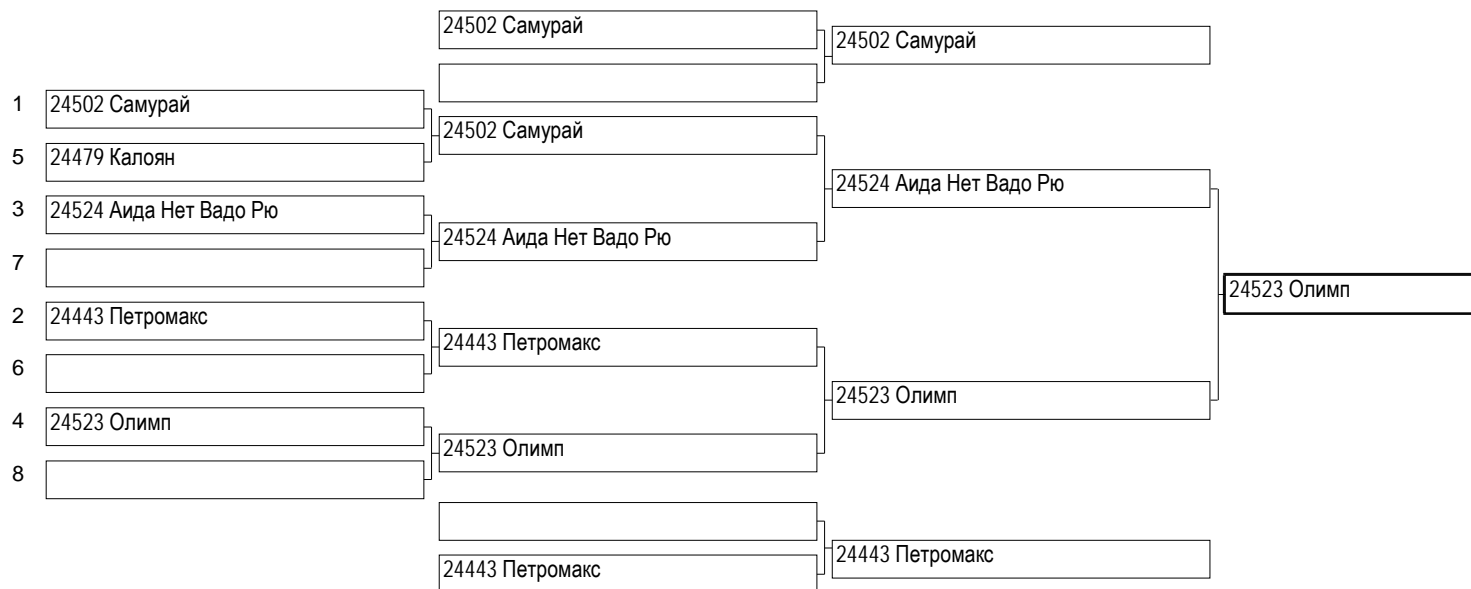 24502 Самурай
24502 Самурай
1
24502 Самурай
24502 Самурай
5
24479 Калоян
24524 Аида Нет Вадо Рю
3
24524 Аида Нет Вадо Рю
24524 Аида Нет Вадо Рю
7
24523 Олимп
2
24443 Петромакс
24443 Петромакс
6
24523 Олимп
4
24523 Олимп
24523 Олимп
8
24443 Петромакс
24443 Петромакс